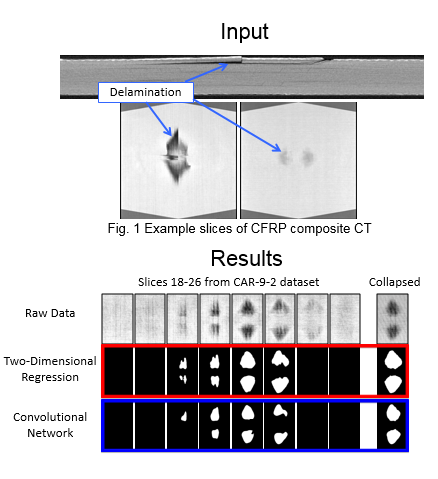 Input
Delamination
Fig. 1 Example slices of CFRP composite CT
Results
Slices 18-26 from CAR-9-2 dataset
Collapsed
Raw Data
Two-Dimensional
Regression
Convolutional
Network